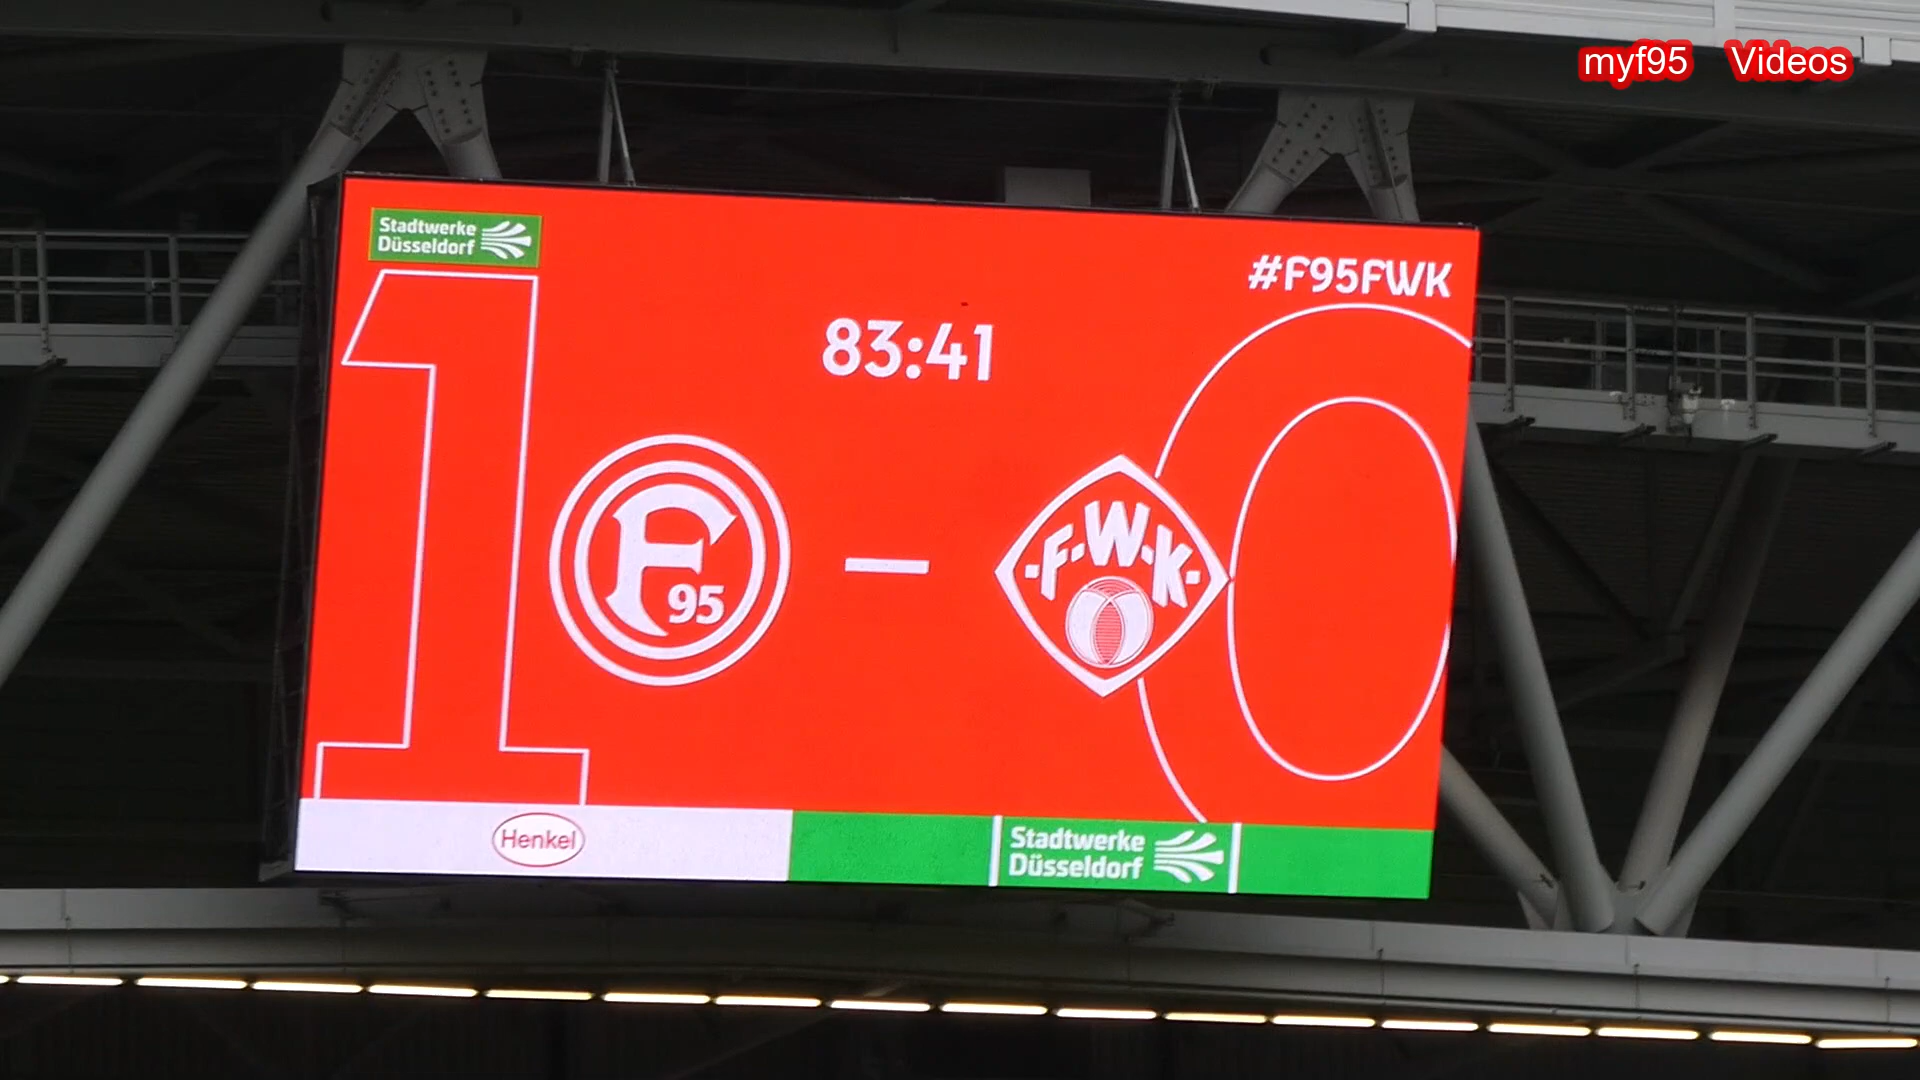 myf95 Videos
Stadtwerke
Düsseldorf
#F95FWK
1
83:41
0
F
95
–
·F·W·K·
Henkel
Stadtwerke
Düsseldorf